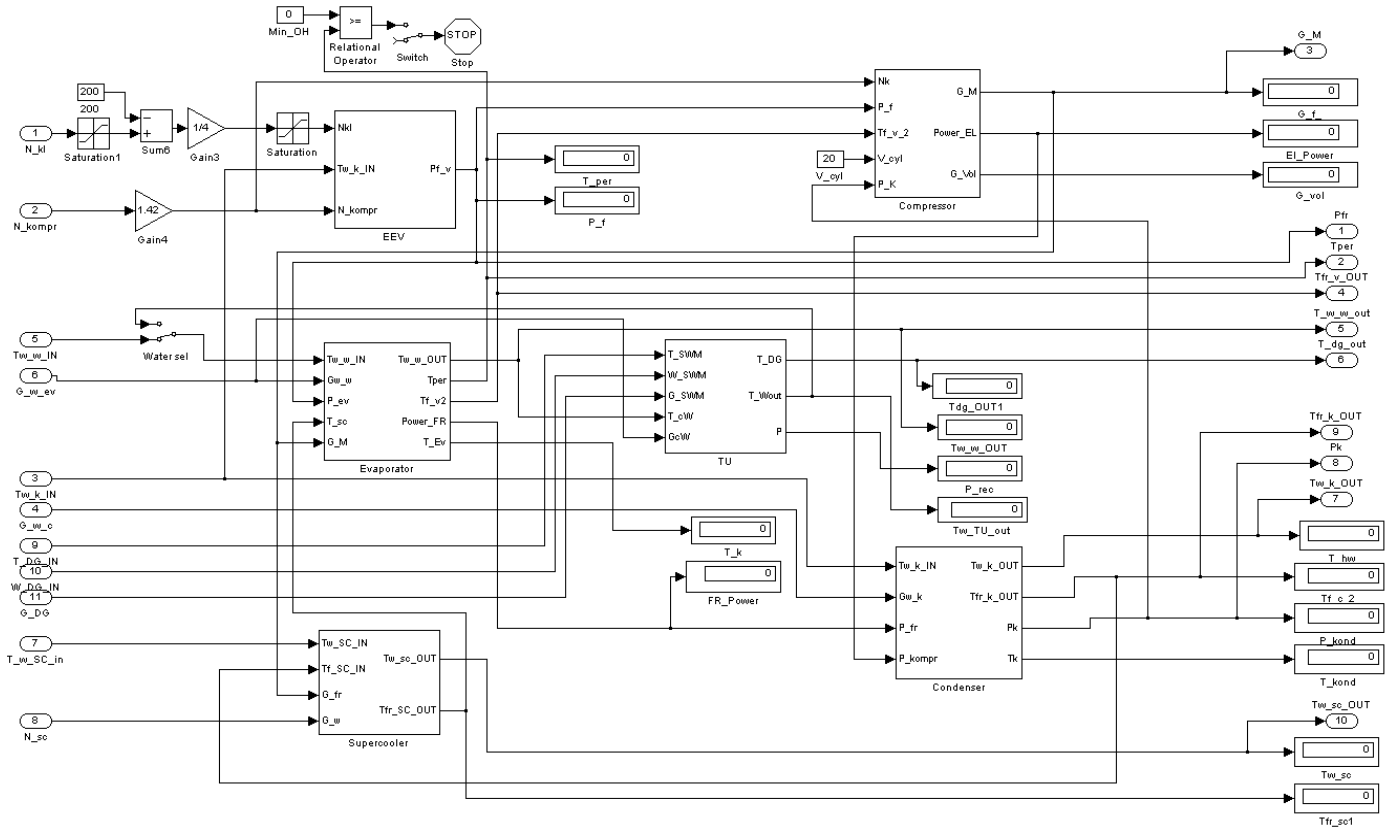 0
Min_OH
>=
Relational
Operator
Switch
STOP
Stop
G_M
3
200
200
1
N_kl
Saturation1
Sum6
1/4
Gain3
Saturation
Nkl
Tw_k_IN
N_kompr
Pf_v
EEV
2
N_kompr
1.42
Gain4
0
T_per
0
P_f
Nk
P_f
Tf_v_2
V_cyl
P_K
G_M
Power_EL
G_Vol
Compressor
20
V_cyl
0
G_f_
0
El_Power
0
G_vol
Pfr
1
Tper
2
Tfr_v_OUT
4
T_w_w_out
5
T_dg_out
6
5
Tw_w_IN
Water sel
6
G_w_ev
Tw_w_IN
Gw_w
P_ev
T_sc
G_M
Tw_w_OUT
Tper
Tf_v2
Power_FR
T_Ev
Evaporator
T_SWM
W_SWM
G_SWM
T_cW
GcW
T_DG
T_Wout
P
TU
0
Tdg_OUT1
0
Tw_w_OUT
0
P_rec
0
Tw_TU_out
Tfr_k_OUT
9
Pk
8
Tw_k_OUT
7
3
Tw_k_IN
4
G_w_c
9
T_DG_IN
10
W_DG_IN
11
G_DG
0
T_k
0
FR_Power
Tw_k_IN
Gw_k
P_fr
P_kompr
Tw_k_OUT
Tfr_k_OUT
Pk
Tk
Condenser
0
T_hw
0
Tf_c_2
0
P_kond
0
T_kond
7
T_w_SC_in
8
N_sc
Tw_SC_IN
Tf_SC_IN
G_fr
G_w
Tw_sc_OUT
Tfr_SC_OUT
Supercooler
Tw_sc_OUT
10
0
Tw_sc
0
Tfr_sc1